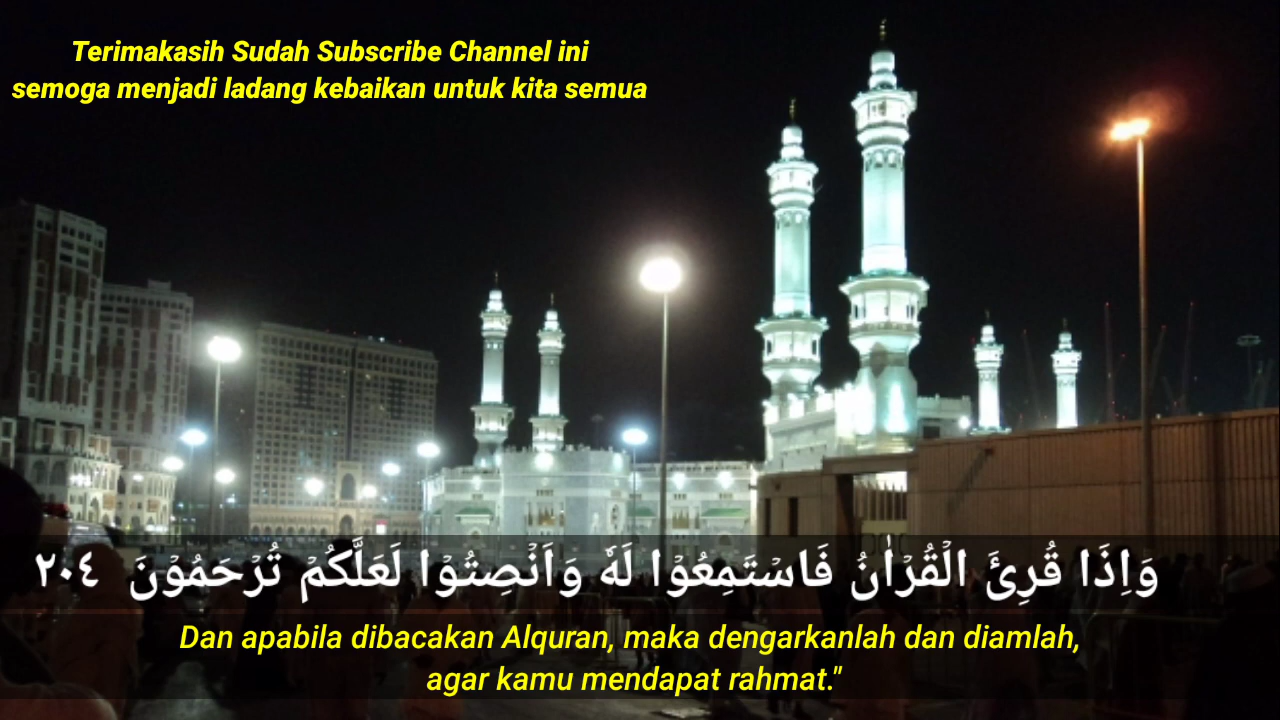 Terimakasih Sudah Subscribe Channel ini
semoga menjadi ladang kebaikan untuk kita semua
وَاِذَا قُرِئَ الْقُرْاٰنُ فَاسْتَمِعُوْا لَهٗ وَاَنْصِتُوْا لَعَلَّكُمْ تُرْحَمُوْنَ ٢٠٤
Dan apabila dibacakan Alquran, maka dengarkanlah dan diamlah,
agar kamu mendapat rahmat."